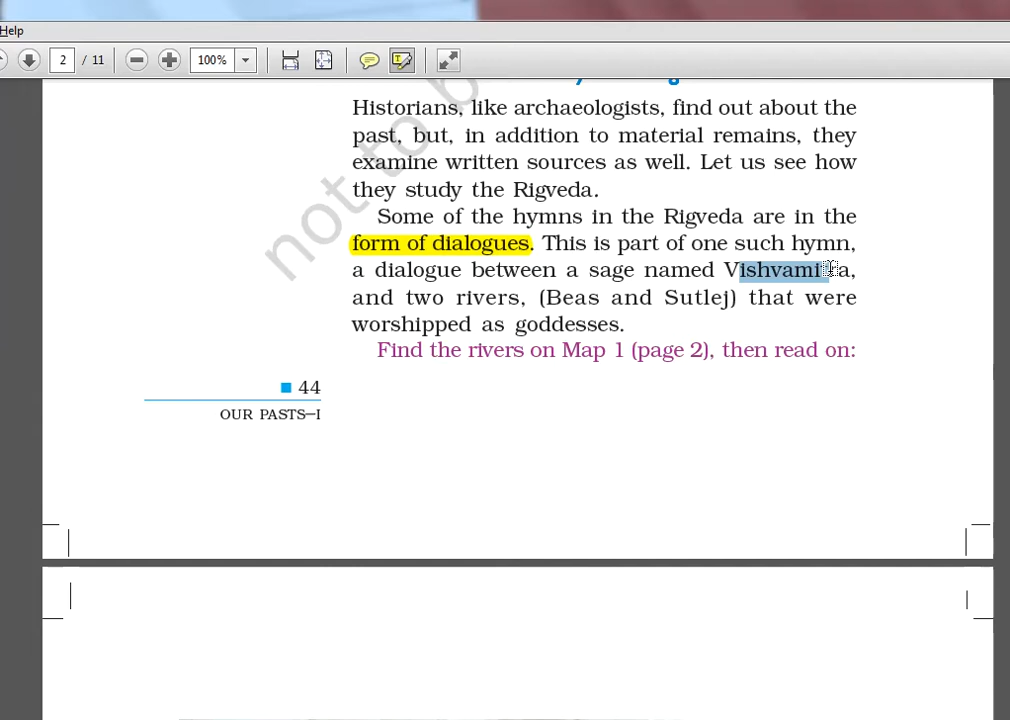 Help
2 / 11
100%
Historians, like archaeologists, find out about the
past, but, in addition to material remains, they
examine written sources as well. Let us see how
they study the Rigveda.
Some of the hymns in the Rigveda are in the
form of dialogues. This is part of one such hymn,
a dialogue between a sage named Vishvamitra,
and two rivers, (Beas and Sutlej) that were
worshipped as goddesses.
Find the rivers on Map 1 (page 2), then read on:
44
OUR PASTS–I
not to b